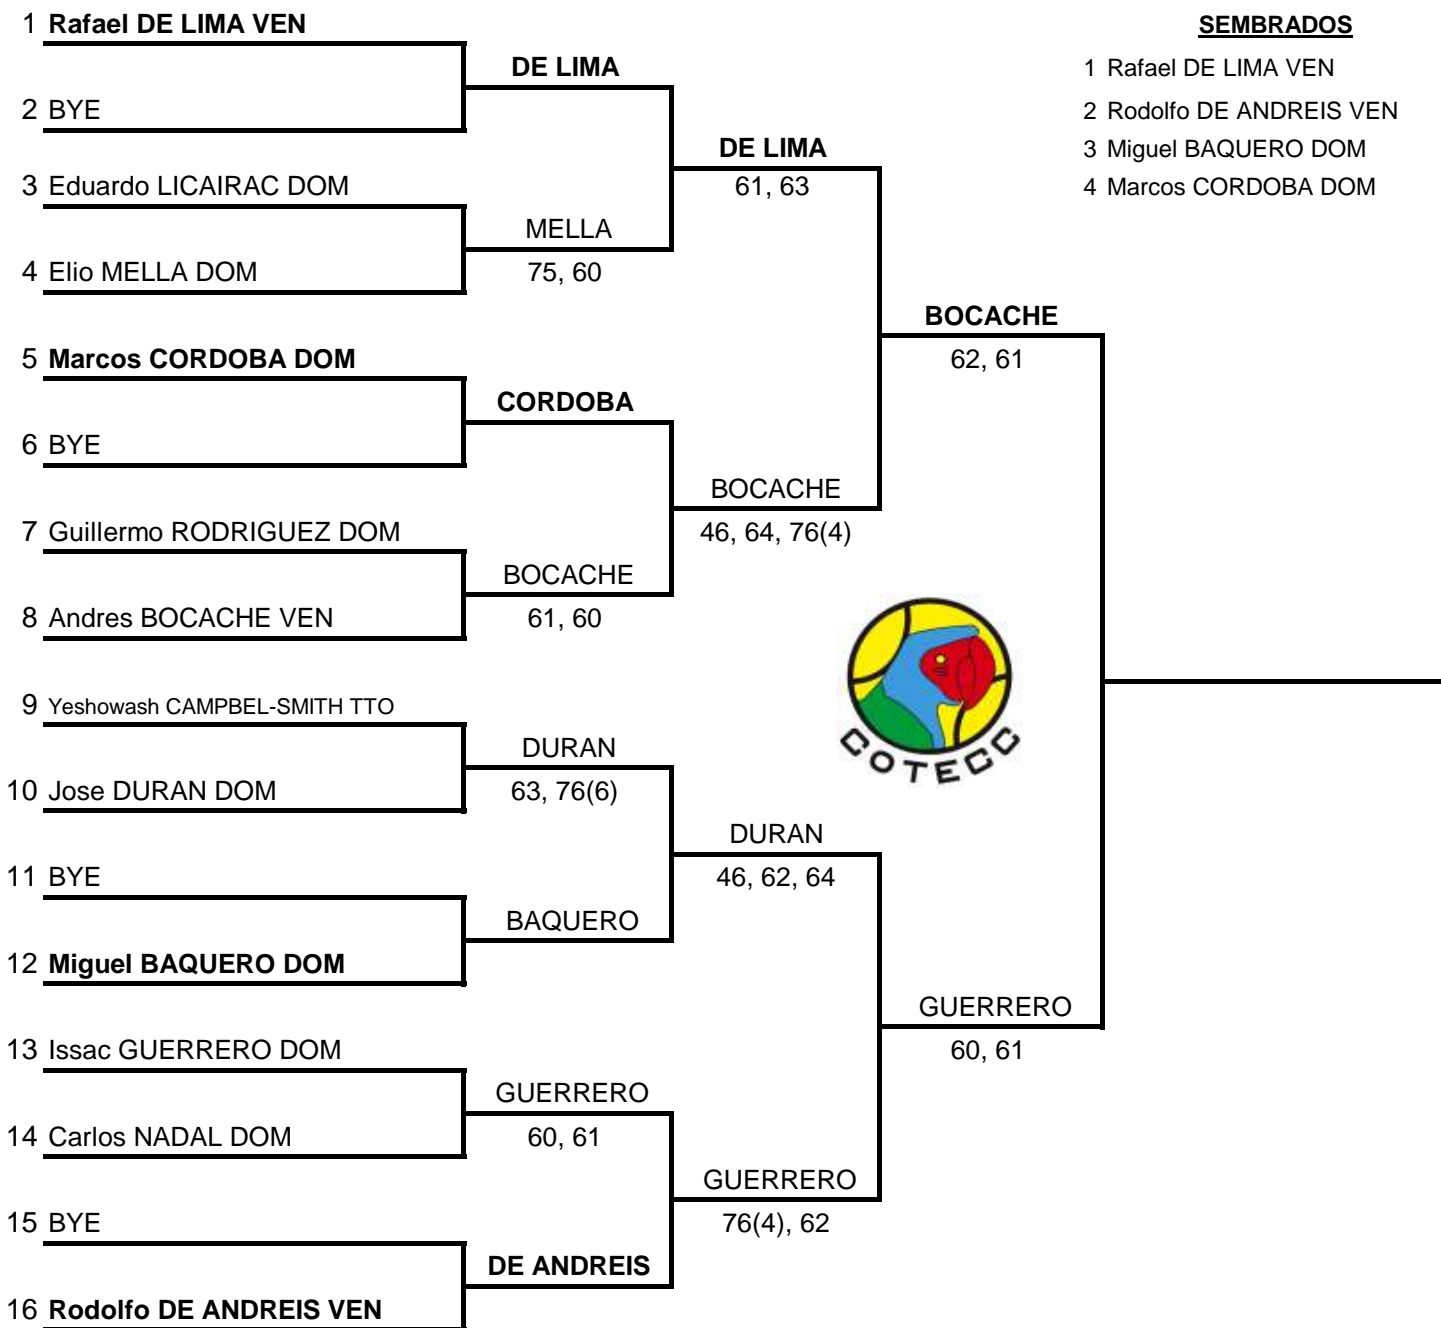 1 Rafael DE LIMA VEN
SEMBRADOS
DE LIMA
1 Rafael DE LIMA VEN
2 BYE
2 Rodolfo DE ANDREIS VEN
DE LIMA
3 Miguel BAQUERO DOM
3 Eduardo LICAIRAC DOM
61, 63
4 Marcos CORDOBA DOM
MELLA
4 Elio MELLA DOM
75, 60
BOCACHE
5 Marcos CORDOBA DOM
62, 61
CORDOBA
6 BYE
BOCACHE
7 Guillermo RODRIGUEZ DOM
46, 64, 76(4)
BOCACHE
8 Andres BOCACHE VEN
61, 60
9 Yeshowash CAMPBEL-SMITH TTO
DURAN
COTECC
10 Jose DURAN DOM
63, 76(6)
DURAN
11 BYE
46, 62, 64
BAQUERO
12 Miguel BAQUERO DOM
GUERRERO
13 Issac GUERRERO DOM
60, 61
GUERRERO
14 Carlos NADAL DOM
60, 61
GUERRERO
15 BYE
76(4), 62
DE ANDREIS
16 Rodolfo DE ANDREIS VEN